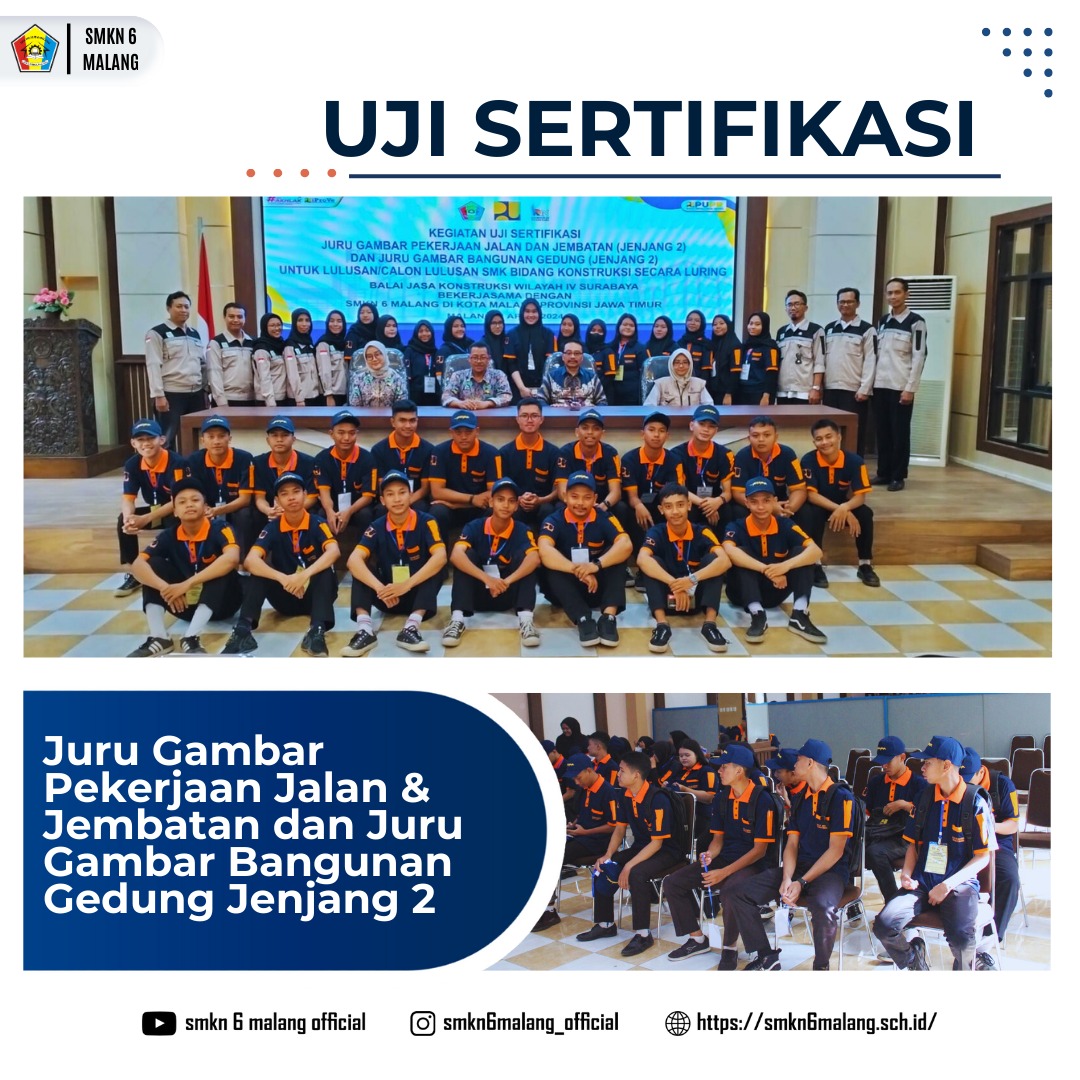 SMKN 6
MALANG
UJI SERTIFIKASI
KEGIATAN UJI SERTIFIKASI
JURU GAMBAR PEKERJAAN JALAN DAN JEMBATAN (JENJANG 2)
DAN JURU GAMBAR BANGUNAN GEDUNG (JENJANG 2)
UNTUK LULUSAN/CALON LULUSAN SMK BIDANG KONSTRUKSI SECARA LURING
BALAI JASA KONSTRUKSI WILAYAH IV SURABAYA
BEKERJASAMA DENGAN
SMKN 6 MALANG DI KOTA MALANG PROVINSI JAWA TIMUR
MALANG 2024
Juru Gambar
Pekerjaan Jalan &
Jembatan dan Juru
Gambar Bangunan
Gedung Jenjang 2
smkn 6 malang official
smkn6malang_official
https://smkn6malang.sch.id/